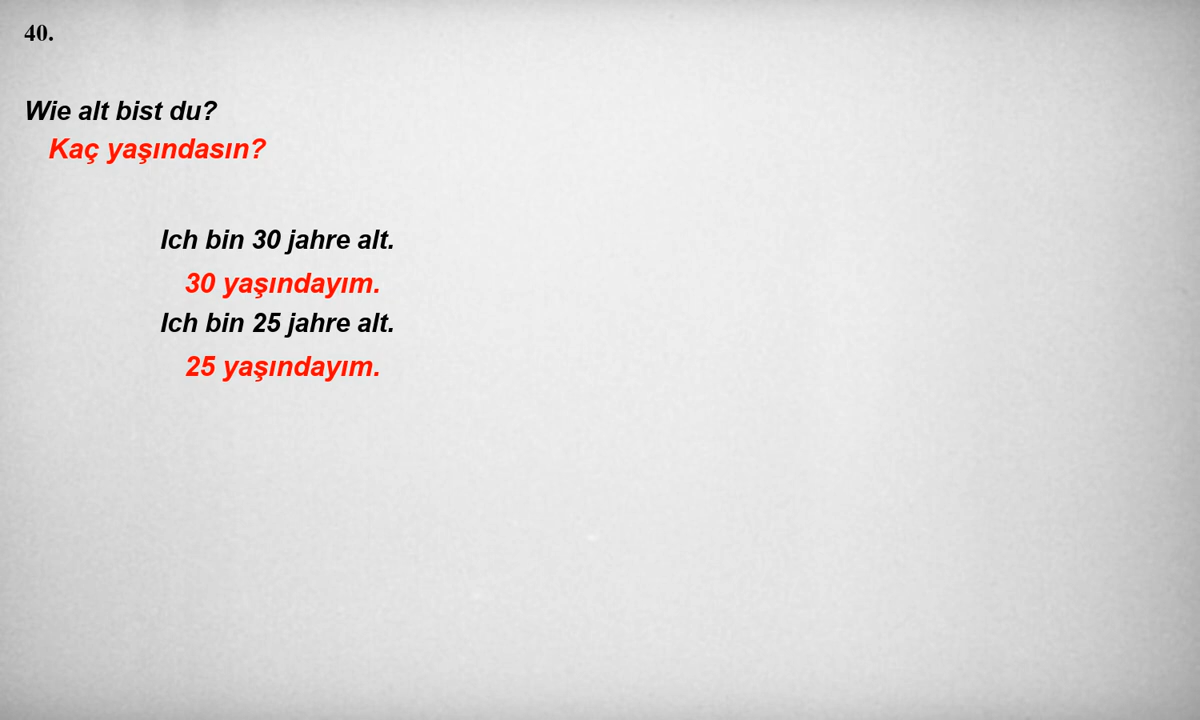 40.
Wie alt bist du?
Kaç yaşındasın?
Ich bin 30 jahre alt.
30 yaşındayım.
Ich bin 25 jahre alt.
25 yaşındayım.